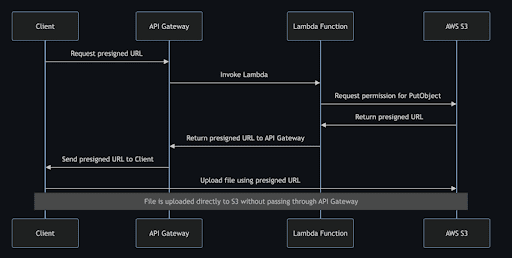 Client
API Gateway
Lambda Function
AWS S3
Request presigned URL
Invoke Lambda
Request permission for PutObject
Return presigned URL
Return presigned URL to API Gateway
Send presigned URL to Client
Upload file using presigned URL
File is uploaded directly to S3 without passing through API Gateway
Client
API Gateway
Lambda Function
AWS S3